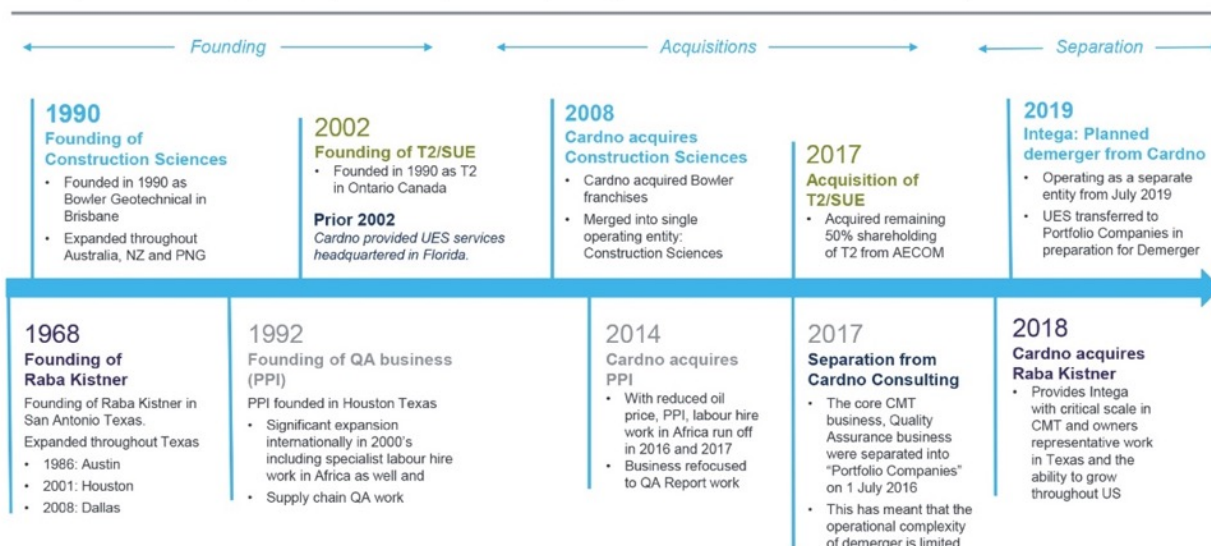 Founding
Acquisitions
Separation
1990
Founding of
Construction Sciences
• Founded in 1990 as
Bowler Geotechnical in
Brisbane
• Expanded throughout
Australia, NZ and PNG
2002
Founding of T2/SUE
• Founded in 1990 as T2
in Ontario Canada
Prior 2002
Cardno provided UES services
headquartered in Florida.
2008
Cardno acquires
Construction Sciences
• Cardno acquired Bowler
franchises
• Merged into single
operating entity:
Construction Sciences
2017
Acquisition of
T2/SUE
• Acquired remaining
50% shareholding
of T2 from AECOM
2019
Intega: Planned
demerger from Cardno
• Operating as a separate
entity from July 2019
• UES transferred to
Portfolio Companies in
preparation for Demerger
1968
Founding of
Raba Kistner
Founding of Raba Kistner in
San Antonio Texas.
Expanded throughout Texas
• 1986: Austin
• 2001: Houston
• 2008: Dallas
1992
Founding of QA business
(PPI)
PPI founded in Houston Texas
• Significant expansion
internationally in 2000's
including specialist labour hire
work in Africa as well and
• Supply chain QA work
2014
Cardno acquires
PPI
• With reduced oil
price, PPI, labour hire
work in Africa run off
in 2016 and 2017
• Business refocused
to QA Report work
2017
Separation from
Cardno Consulting
• The core CMT
business, Quality
Assurance business
were separated into
"Portfolio Companies"
on 1 July 2016
• This has meant that the
operational complexity
of demerger is limited
2018
Cardno acquires
Raba Kistner
• Provides Intega
with critical scale in
CMT and owners
representative work
in Texas and the
ability to grow
throughout US